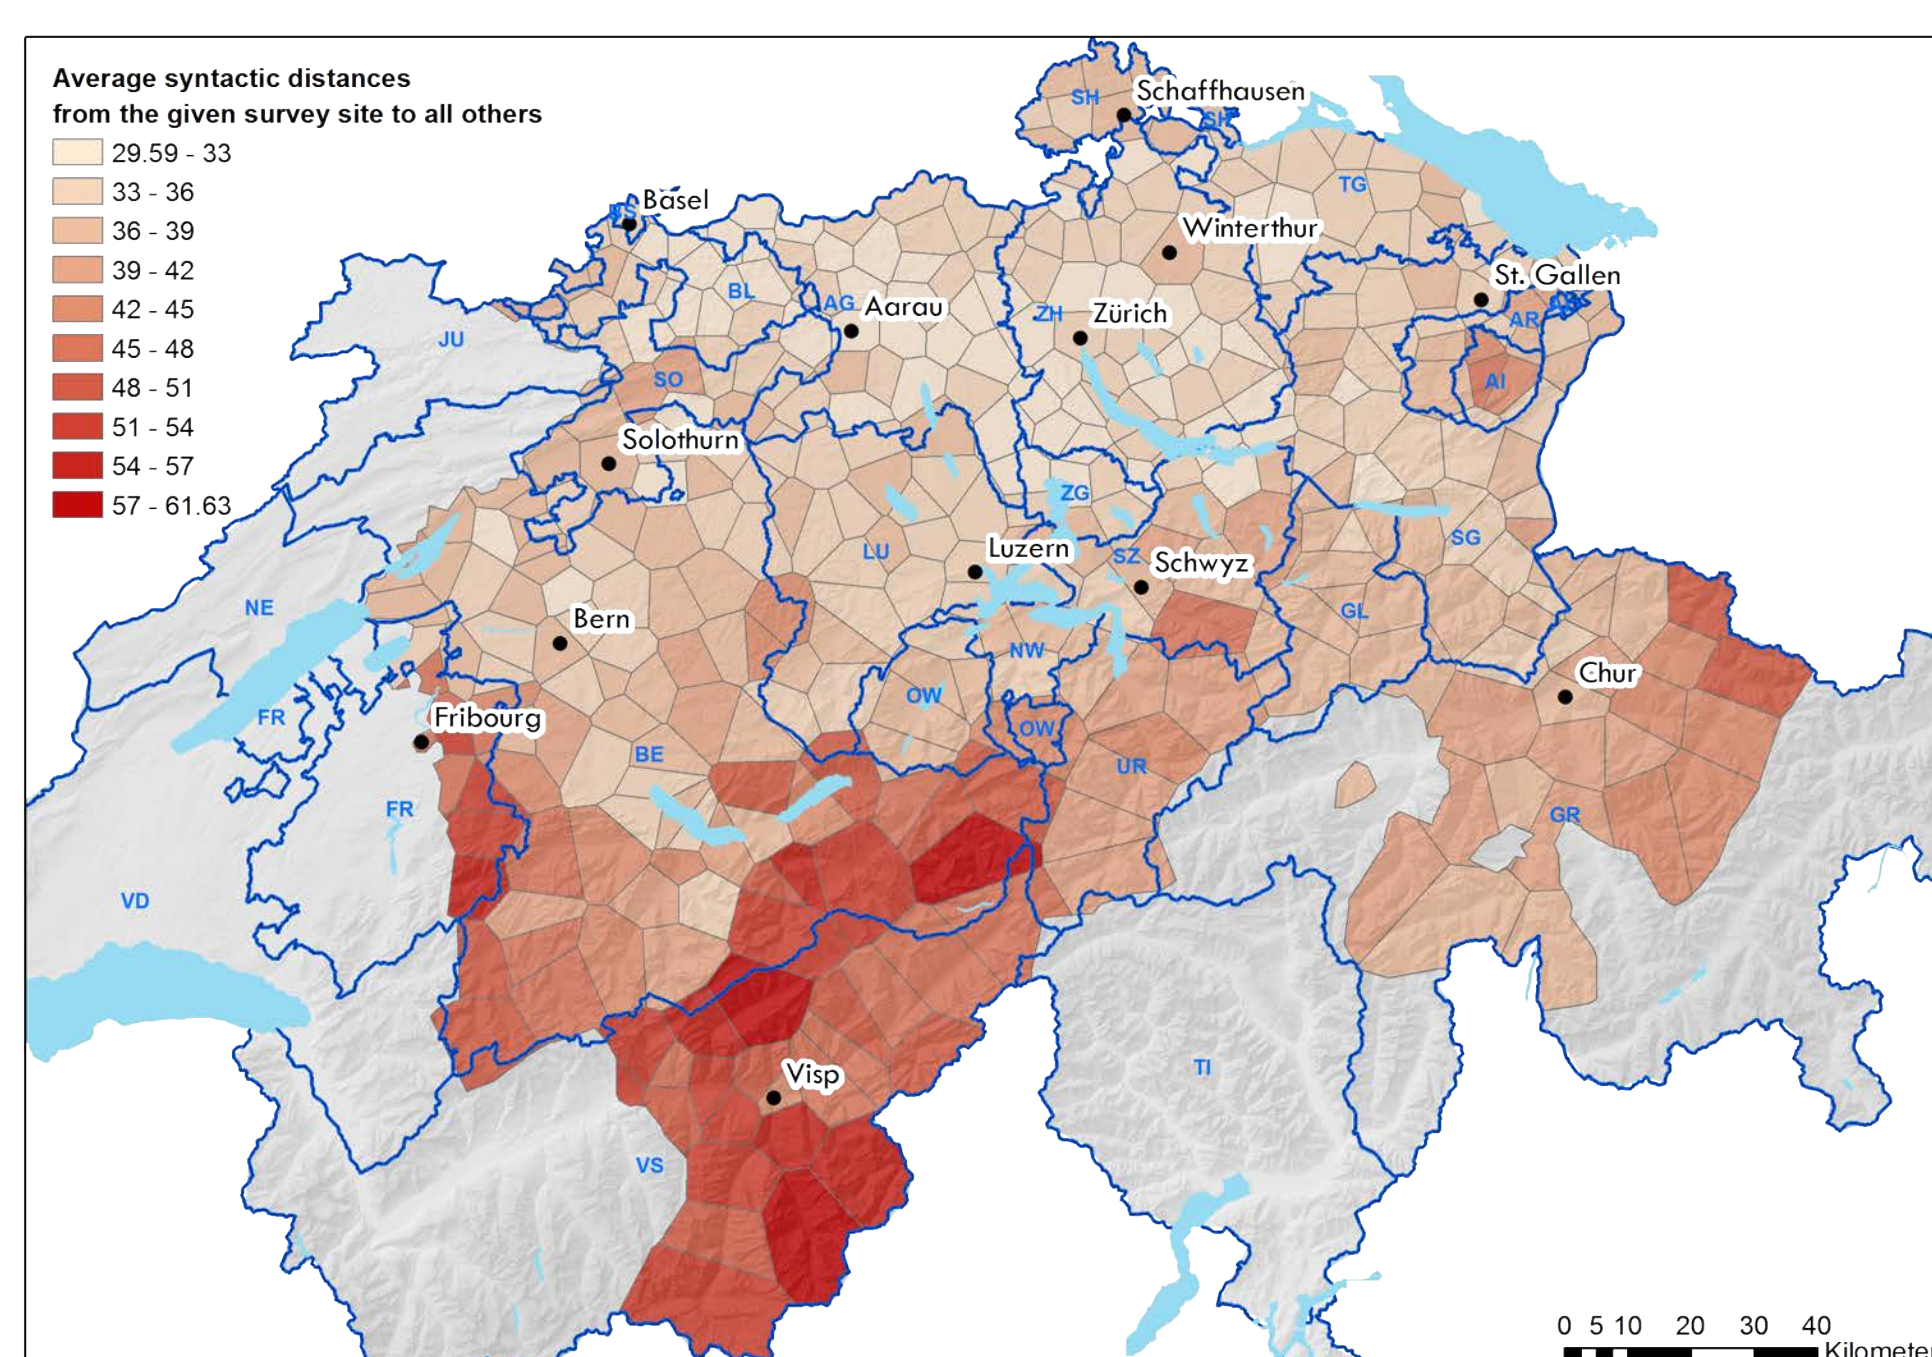 Average syntactic distances
from the given survey site to all others
29.59 - 33
33 - 36
36 - 39
39 - 42
42 - 45
45 - 48
48 - 51
51 - 54
54 - 57
57 - 61.63
SH
Schaffhausen
SH
TG
BS
Basel
Winterthur
St. Gallen
BL
AG
Aarau
ZH
Zürich
AR
JU
SO
AI
Solothurn
ZG
LU
Luzern
SZ
Schwyz
SG
NE
Bern
GL
NW
Chur
OW
FR
Fribourg
OW
BE
UR
FR
GR
VD
Visp
TI
VS
0 5 10 20 30 40